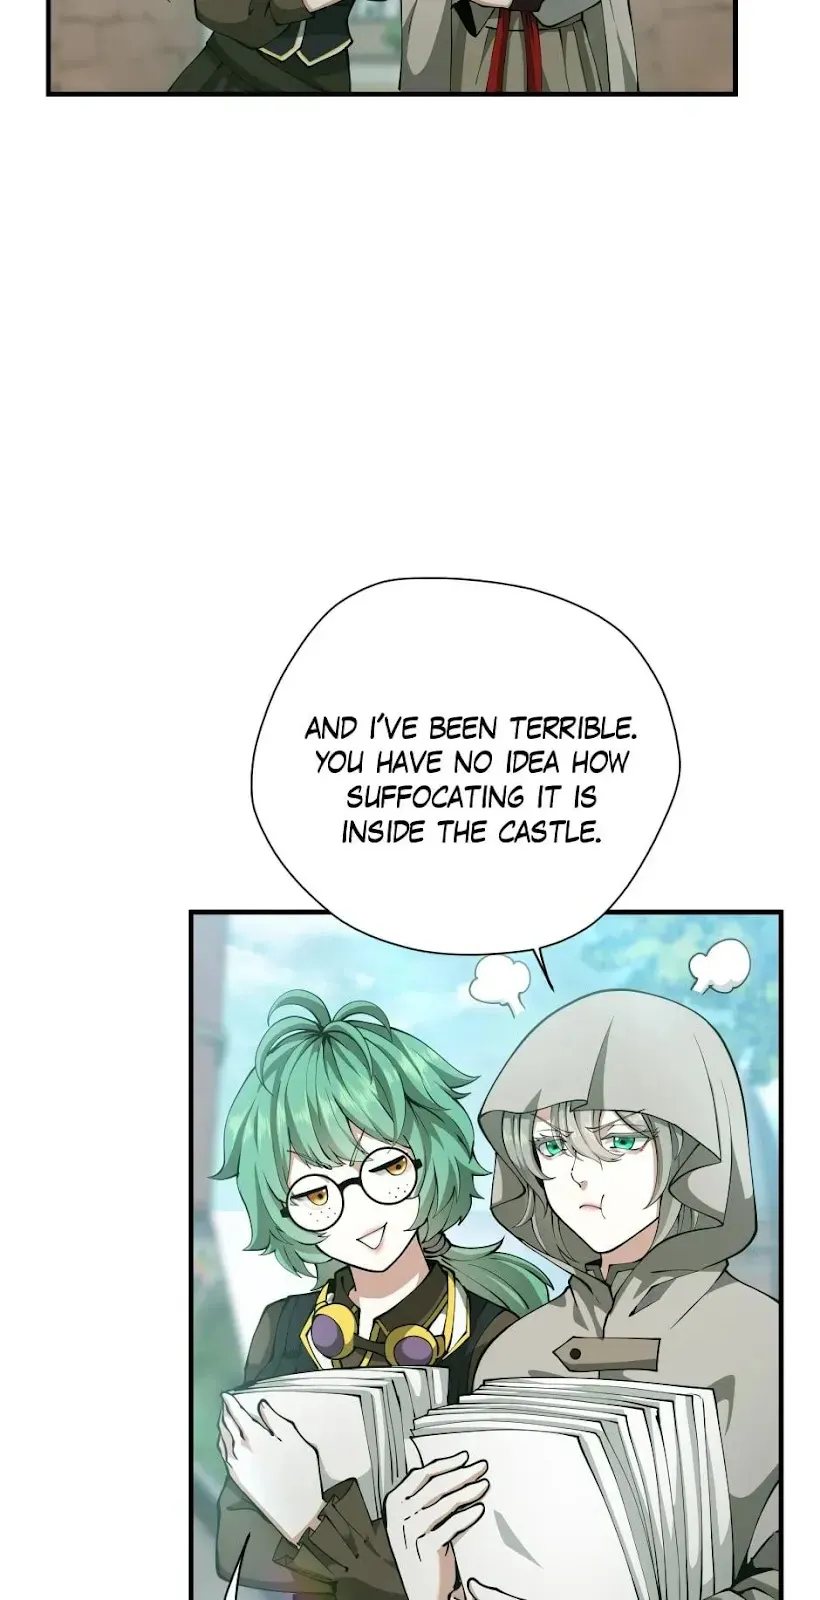 AND I'VE BEEN TERRIBLE.
YOU HAVE NO IDEA HOW
SUFFOCATING IT IS
INSIDE THE CASTLE.